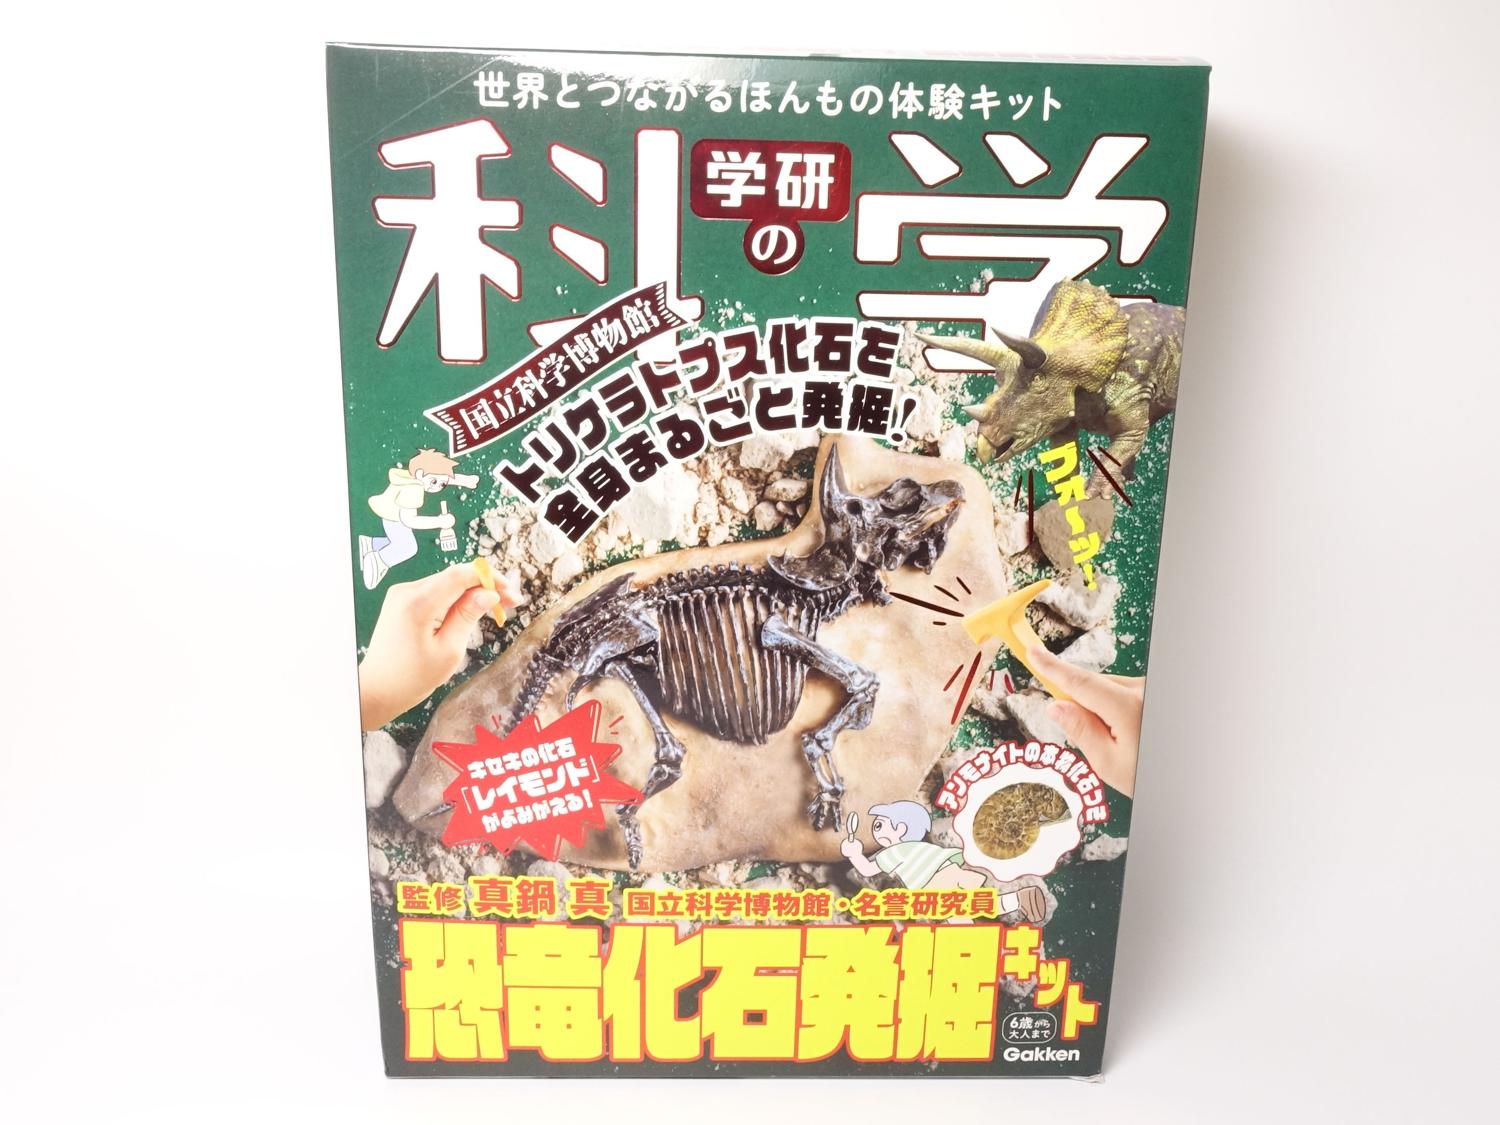 世界とつながるほんもの体験キット
学研の
科学
国立科学博物館
トリケラトプス化石を
全身まるごと発掘!
ブオーッ!
キセキの化石
「レイモンド」
がよみがえる!
アンモナイトの本物化石つき
監修 真鍋 真 国立科学博物館・名誉研究員
恐竜化石発掘キット
6歳から
大人まで
Gakken